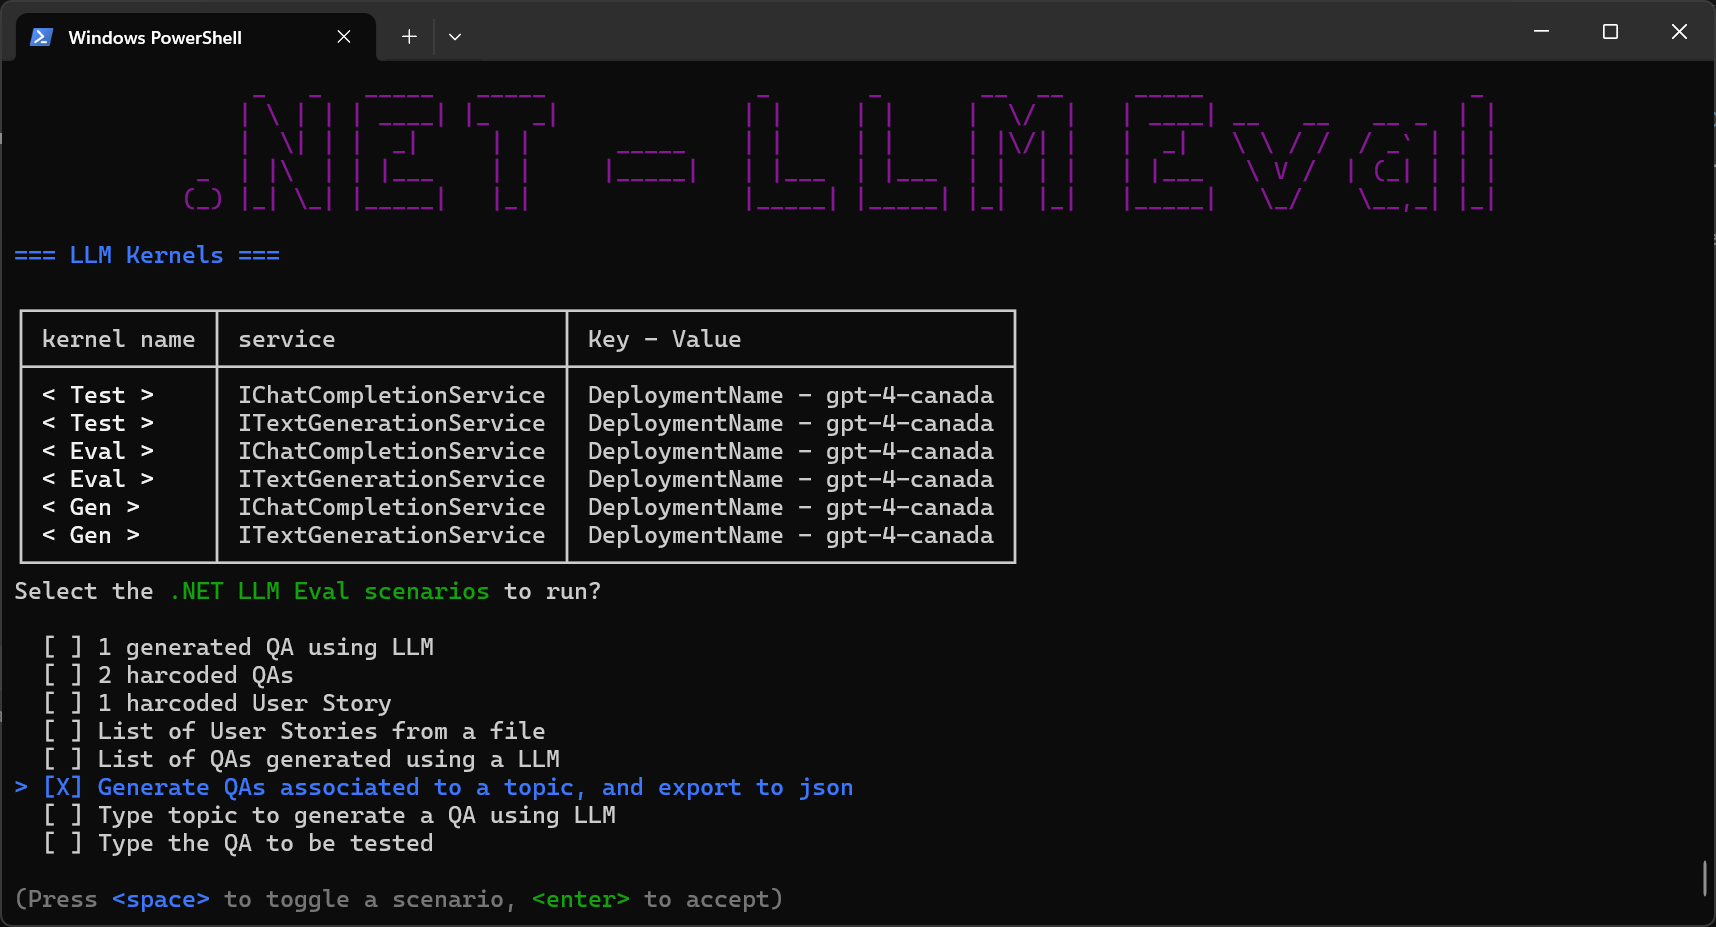 Windows PowerShell
.NET - LLM Eval
=== LLM Kernels ===
kernel name service Key - Value
< Test > IChatCompletionService DeploymentName - gpt-4-canada
< Test > ITextGenerationService DeploymentName - gpt-4-canada
< Eval > IChatCompletionService DeploymentName - gpt-4-canada
< Eval > ITextGenerationService DeploymentName - gpt-4-canada
< Gen > IChatCompletionService DeploymentName - gpt-4-canada
< Gen > ITextGenerationService DeploymentName - gpt-4-canada
Select the .NET LLM Eval scenarios to run?
[ ] 1 generated QA using LLM
[ ] 2 harcoded QAs
[ ] 1 harcoded User Story
[ ] List of User Stories from a file
[ ] List of QAs generated using a LLM
> [X] Generate QAs associated to a topic, and export to json
[ ] Type topic to generate a QA using LLM
[ ] Type the QA to be tested
(Press <space> to toggle a scenario, <enter> to accept)